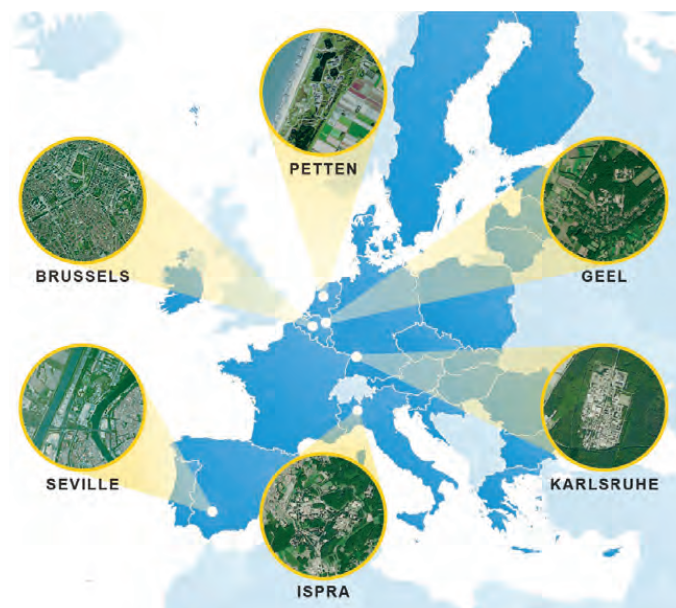 PETTEN
BRUSSELS
GEEL
SEVILLE
KARLSRUHE
ISPRA